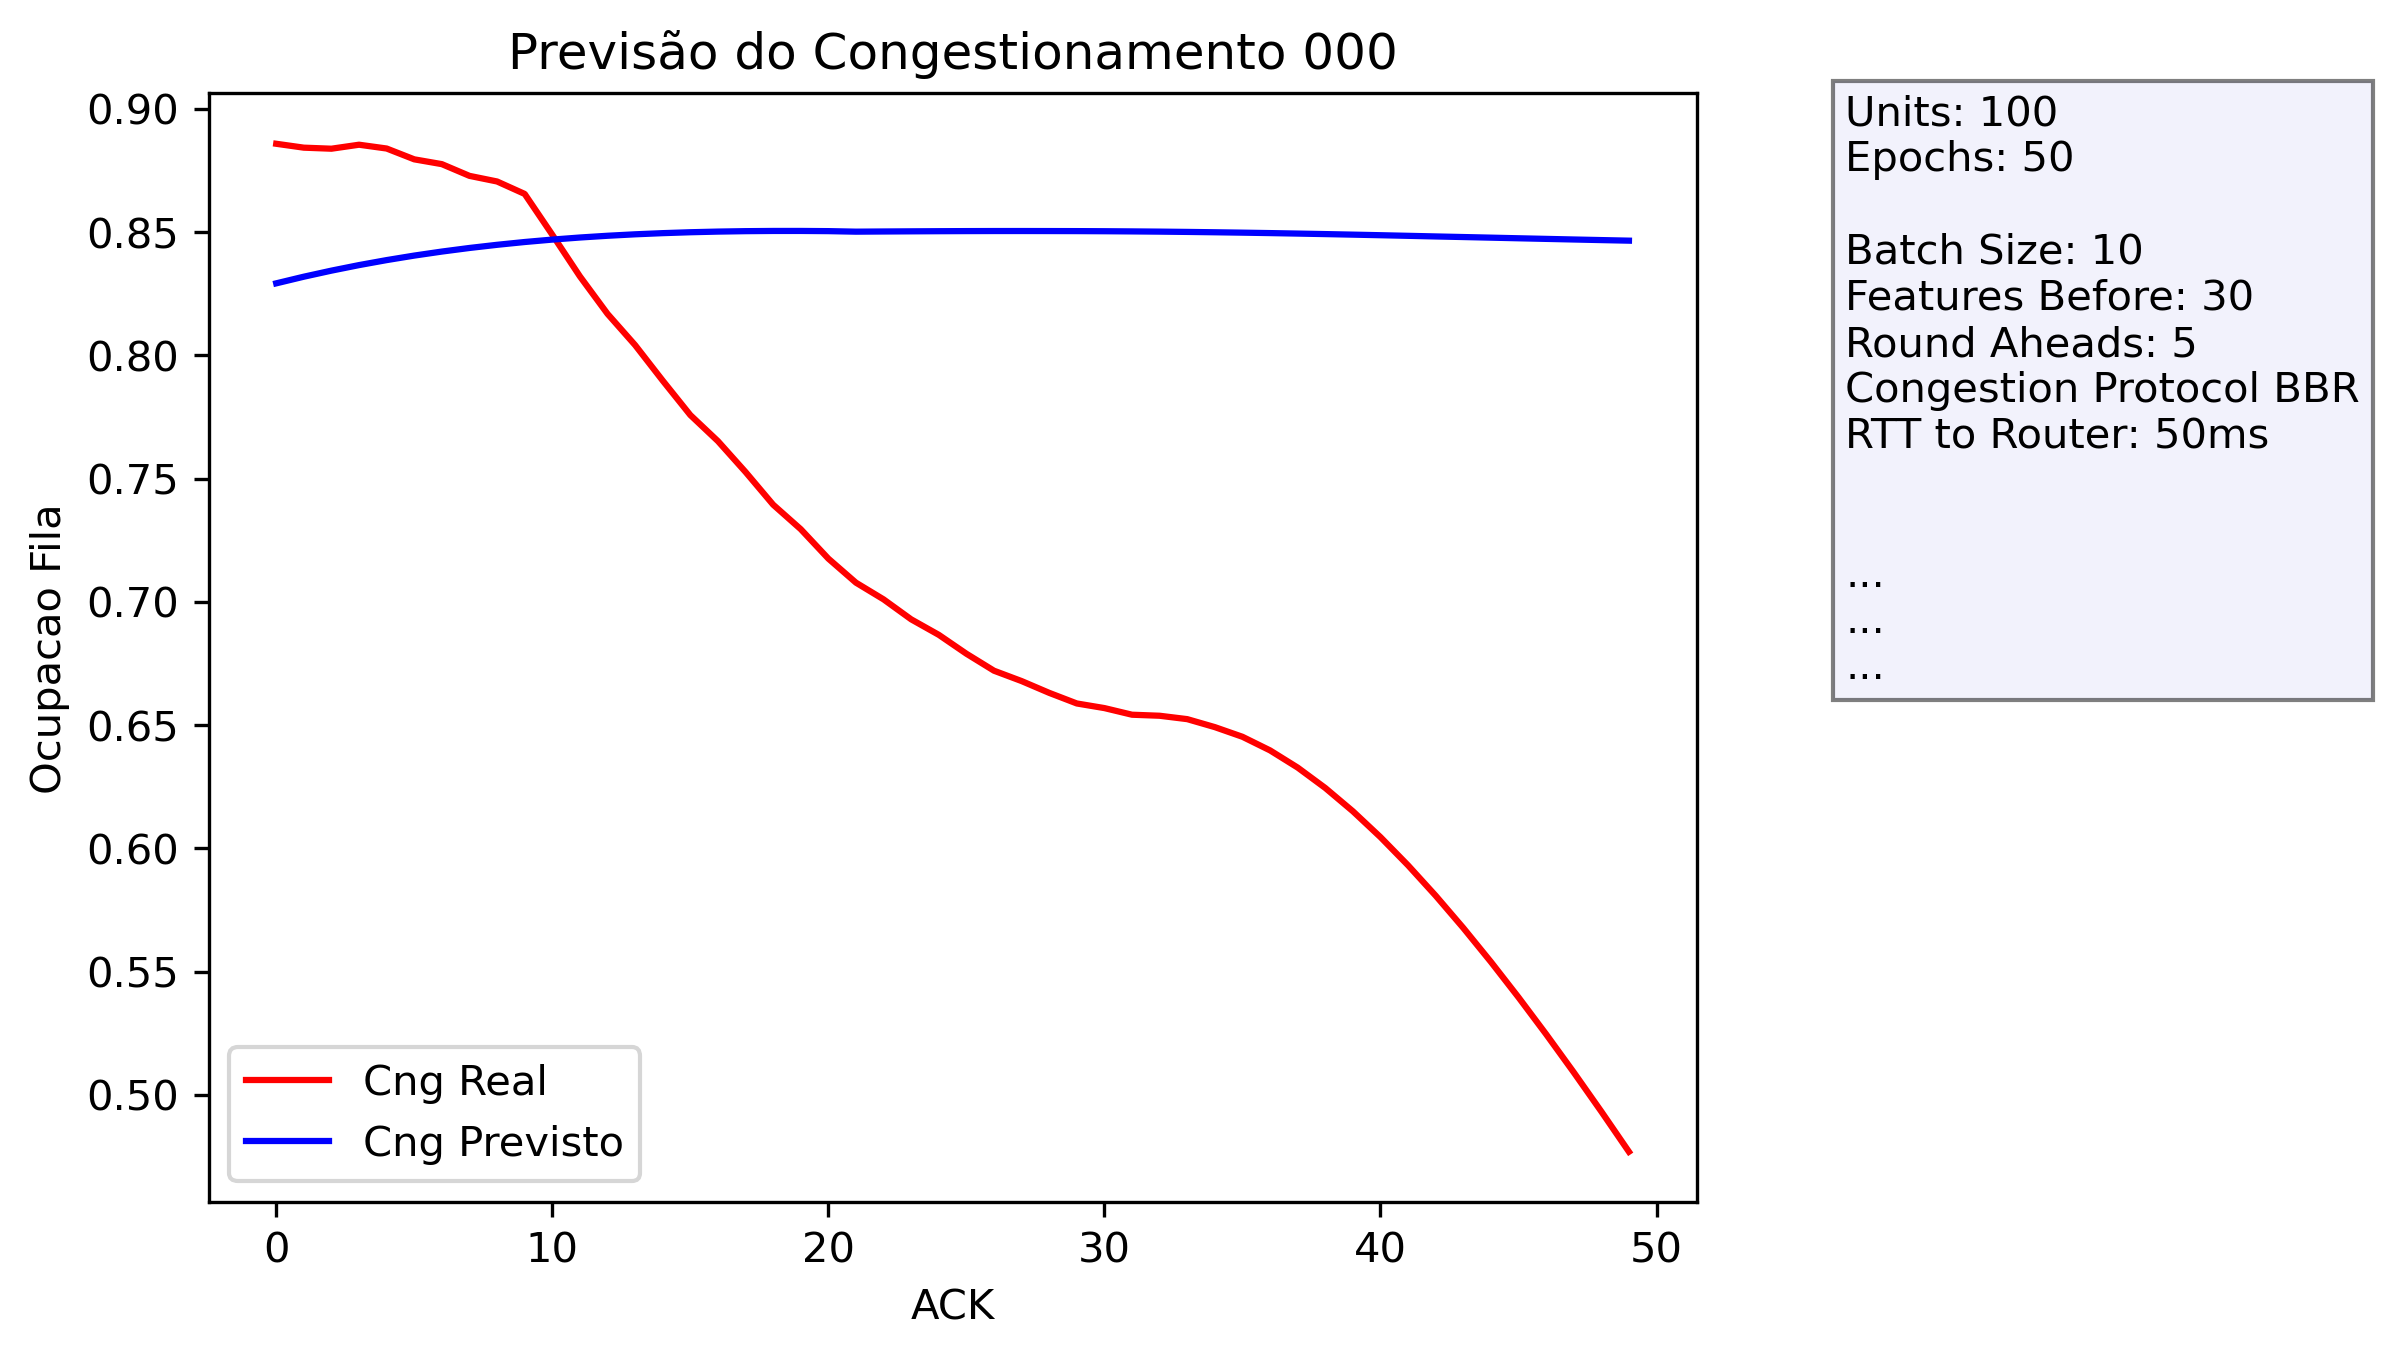 Previsão do Congestionamento 000
0.90
0.85
0.80
0.75
0.70
0.65
0.60
0.55
0.50
Ocupacao Fila
0
10
20
30
40
50
ACK
Cng Real
Cng Previsto
Units: 100
Epochs: 50
Batch Size: 10
Features Before: 30
Round Aheads: 5
Congestion Protocol BBR
RTT to Router: 50ms
...
...
...